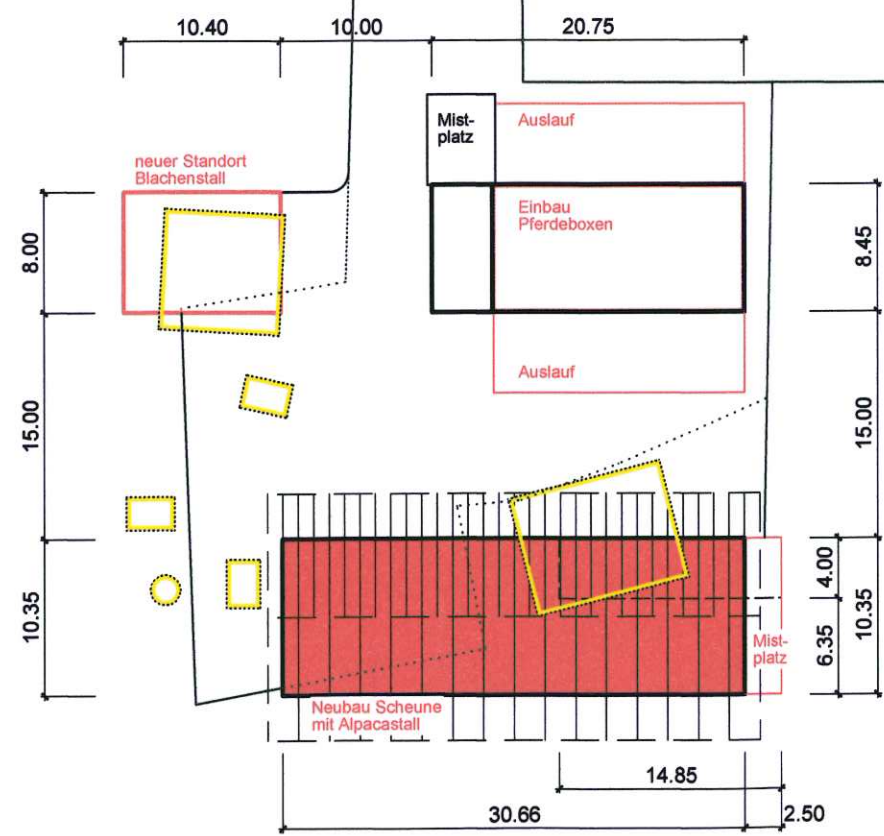 10.40
10.00
20.75
Mist-
platz
Auslauf
neuer Standort
Blachenstall
Einbau
Pferdeboxen
8.00
8.45
Auslauf
15.00
15.00
4.00
10.35
10.35
6.35
Mist-
platz
Neubau Scheune
mit Alpacastall
14.85
30.66
2.50